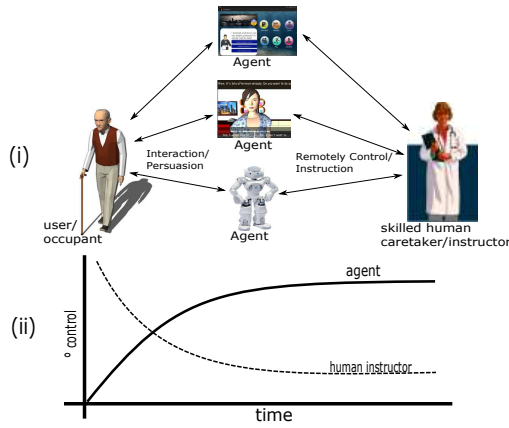 Agent
Agent
(i)
Interaction/
Persuasion
Remotely Control/
Instruction
user/
occupant
Agent
skilled human
caretaker/instructor
(ii)
° control
agent
human instructor
time